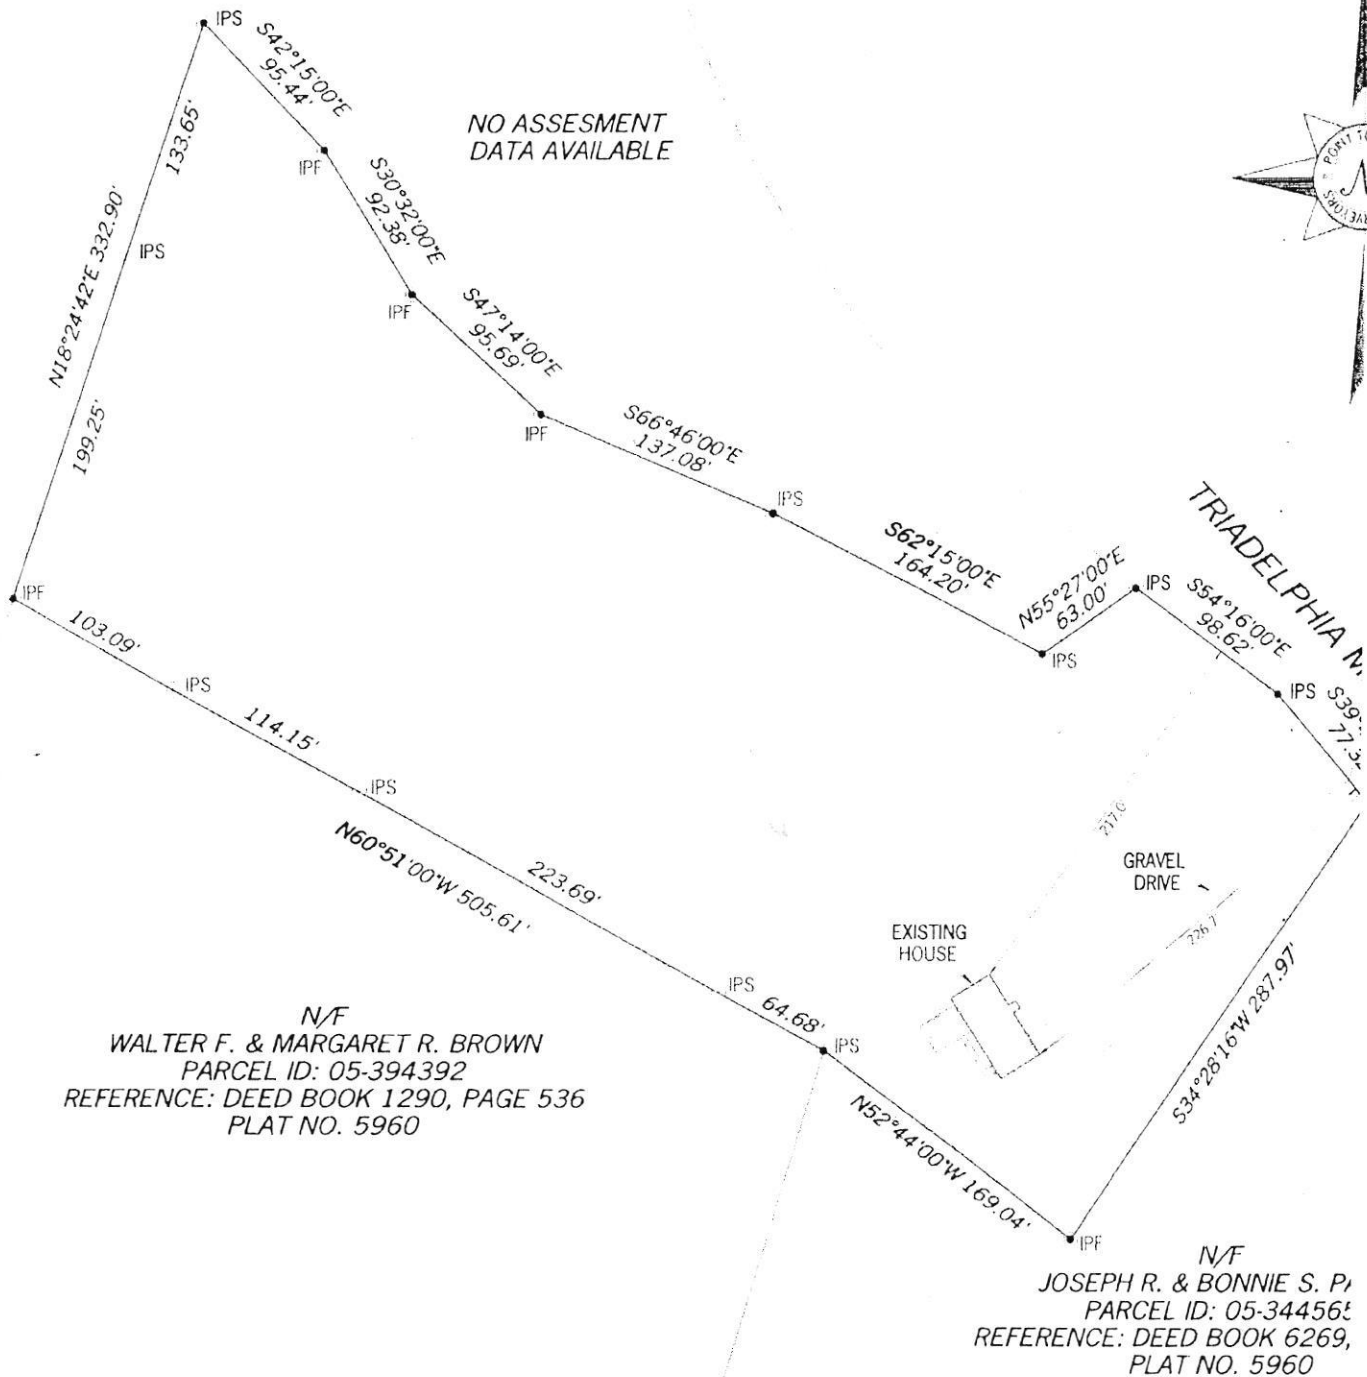 IPS
S42°15'00"E
95.44'
133.65'
NO ASSESMENT
DATA AVAILABLE
IPF
S30°32'00"E
92.38'
N18°24'42"E 332.90'
IPS
IPF
S47°14'00"E
95.69'
199.25'
IPF
S66°46'00"E
137.08'
IPS
S62°15'00"E
164.20'
TRIADELPHIA
N55°27'00"E
63.00'
IPS
S54°16'00"E
98.62'
IPS
IPS
IPF
103.09'
IPS
114.15'
IPS
N60°51'00"W 505.61'
223.69'
217.0'
GRAVEL
DRIVE
226.7'
EXISTING
HOUSE
IPS
64.68'
IPS
S34°28'16"W 287.97'
N52°44'00"W 169.04'
IPF
N/F
WALTER F. & MARGARET R. BROWN
PARCEL ID: 05-394392
REFERENCE: DEED BOOK 1290, PAGE 536
PLAT NO. 5960
N/F
JOSEPH R. & BONNIE S.
PARCEL ID: 05-344565
REFERENCE: DEED BOOK 6269,
PLAT NO. 5960